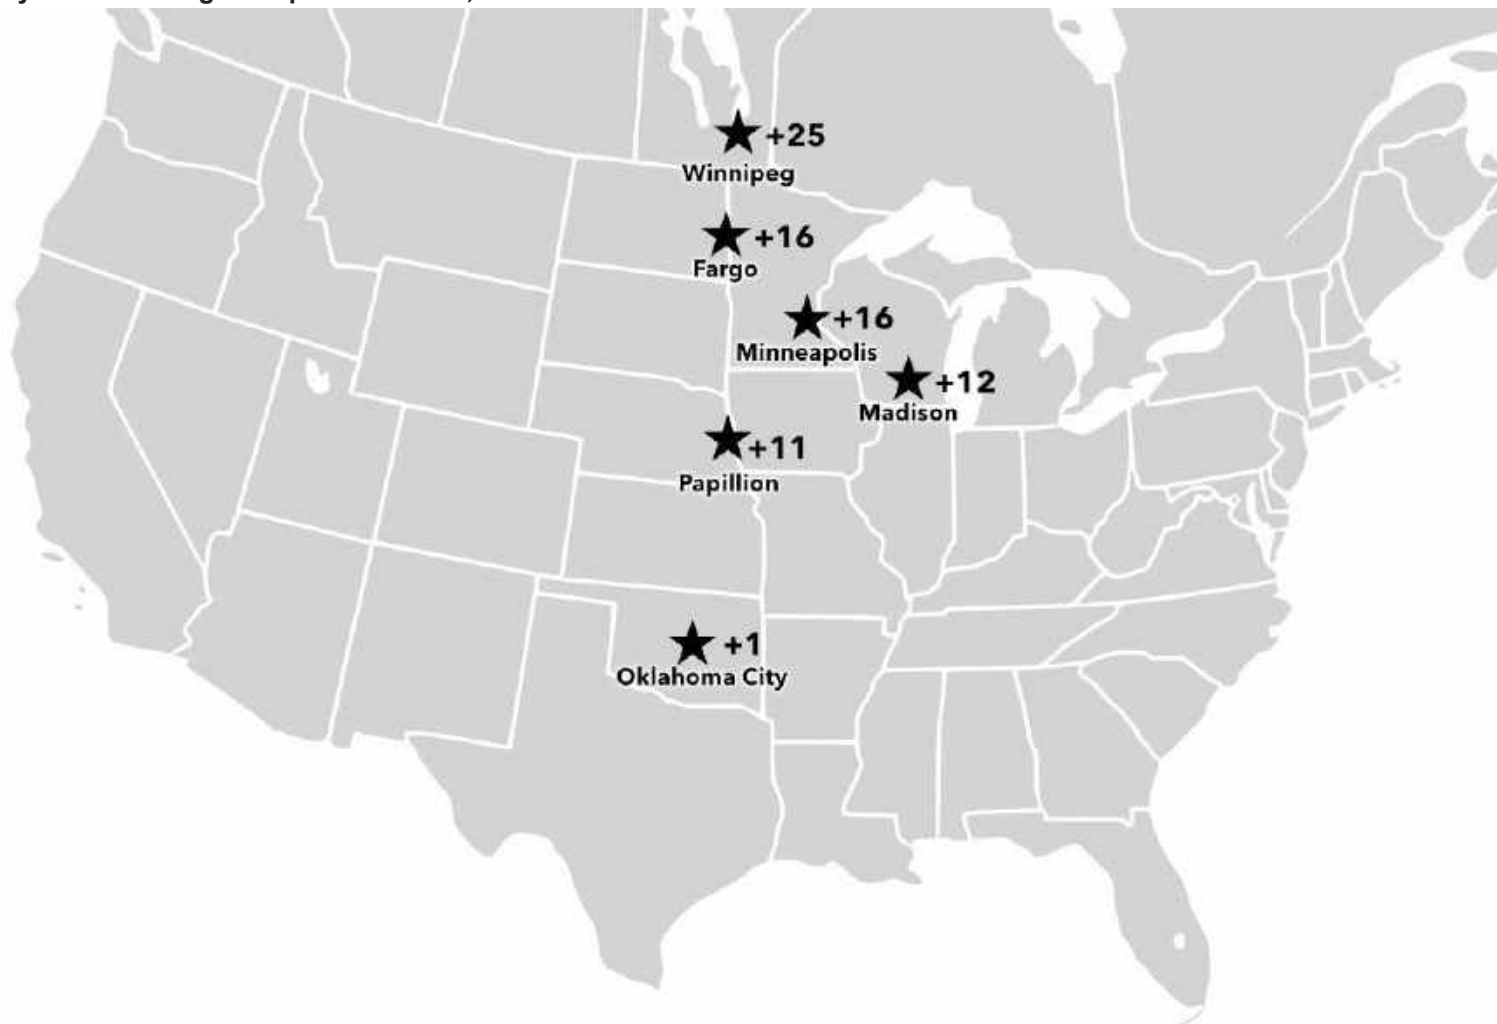 +25
Winnipeg
+16
Fargo
+16
Minneapolis
+12
Madison
+11
Papillion
+1
Oklahoma City